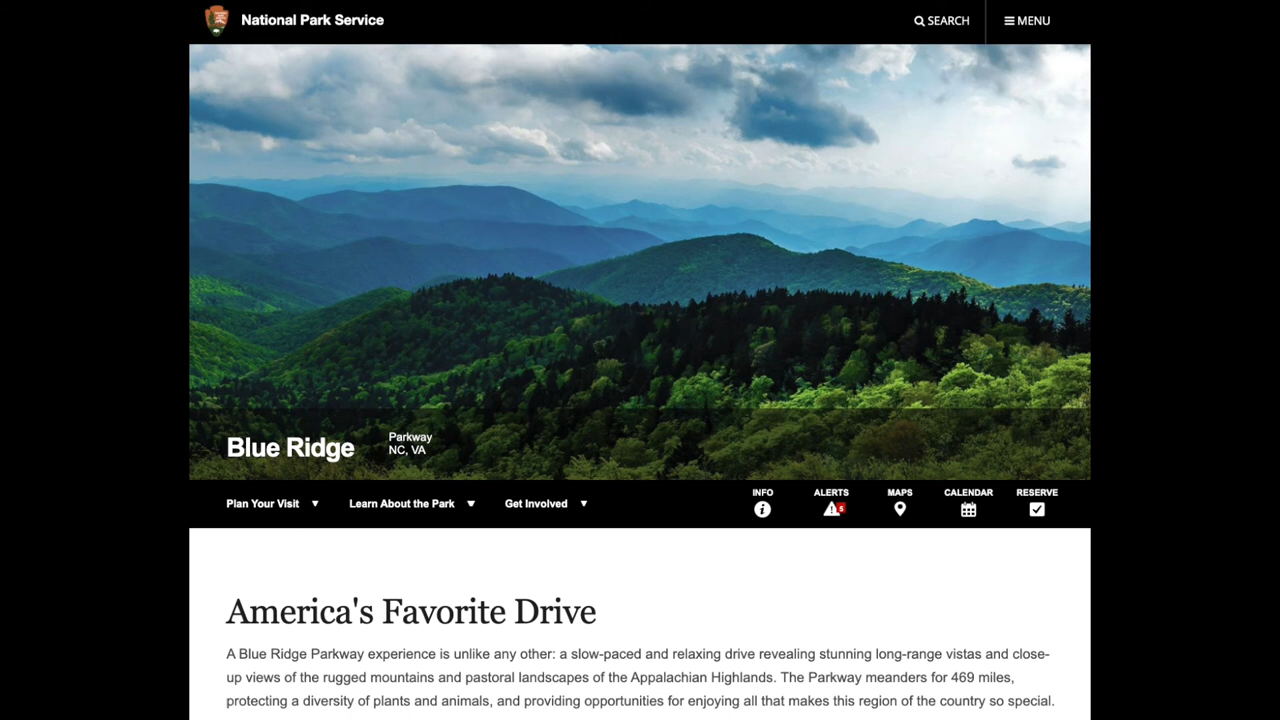 National Park Service
SEARCH
MENU
Blue Ridge
Parkway
NC, VA
Plan Your Visit
Learn About the Park
Get Involved
INFO
ALERTS
5
MAPS
CALENDAR
RESERVE
America's Favorite Drive
A Blue Ridge Parkway experience is unlike any other: a slow-paced and relaxing drive revealing stunning long-range vistas and close-
up views of the rugged mountains and pastoral landscapes of the Appalachian Highlands. The Parkway meanders for 469 miles,
protecting a diversity of plants and animals, and providing opportunities for enjoying all that makes this region of the country so special.